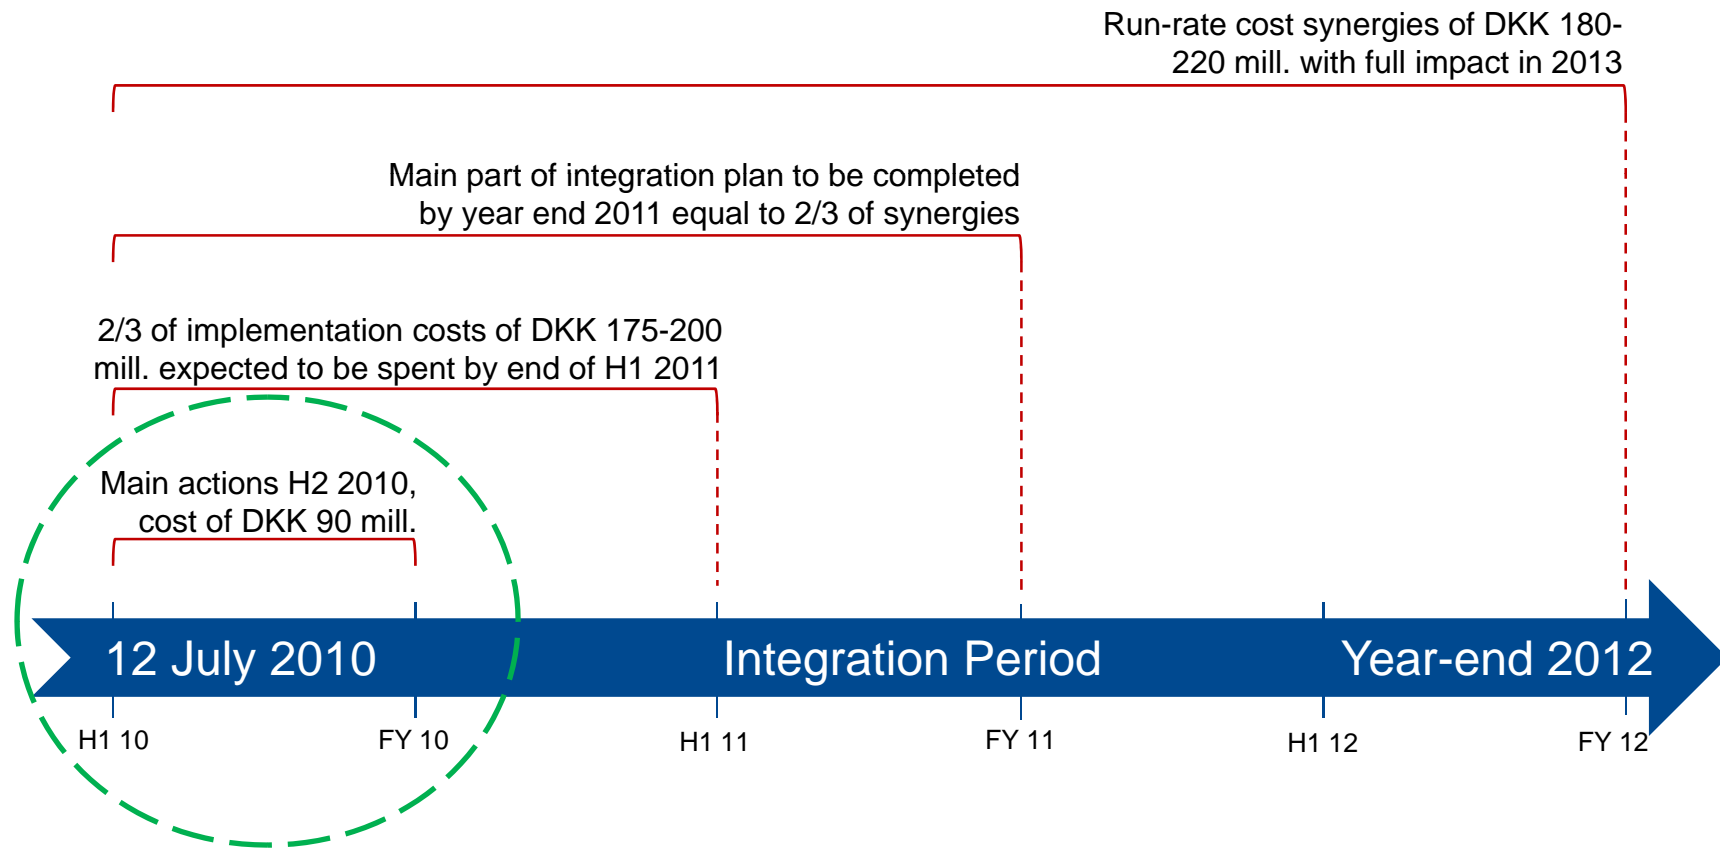 Run-rate cost synergies of DKK 180-
220 mill. with full impact in 2013
Main part of integration plan to be completed
by year end 2011 equal to 2/3 of synergies
2/3 of implementation costs of DKK 175-200
mill. expected to be spent by end of H1 2011
Main actions H2 2010,
cost of DKK 90 mill.
12 July 2010
Integration Period
Year-end 2012
H1 10
FY 10
H1 11
FY 11
H1 12
FY 12